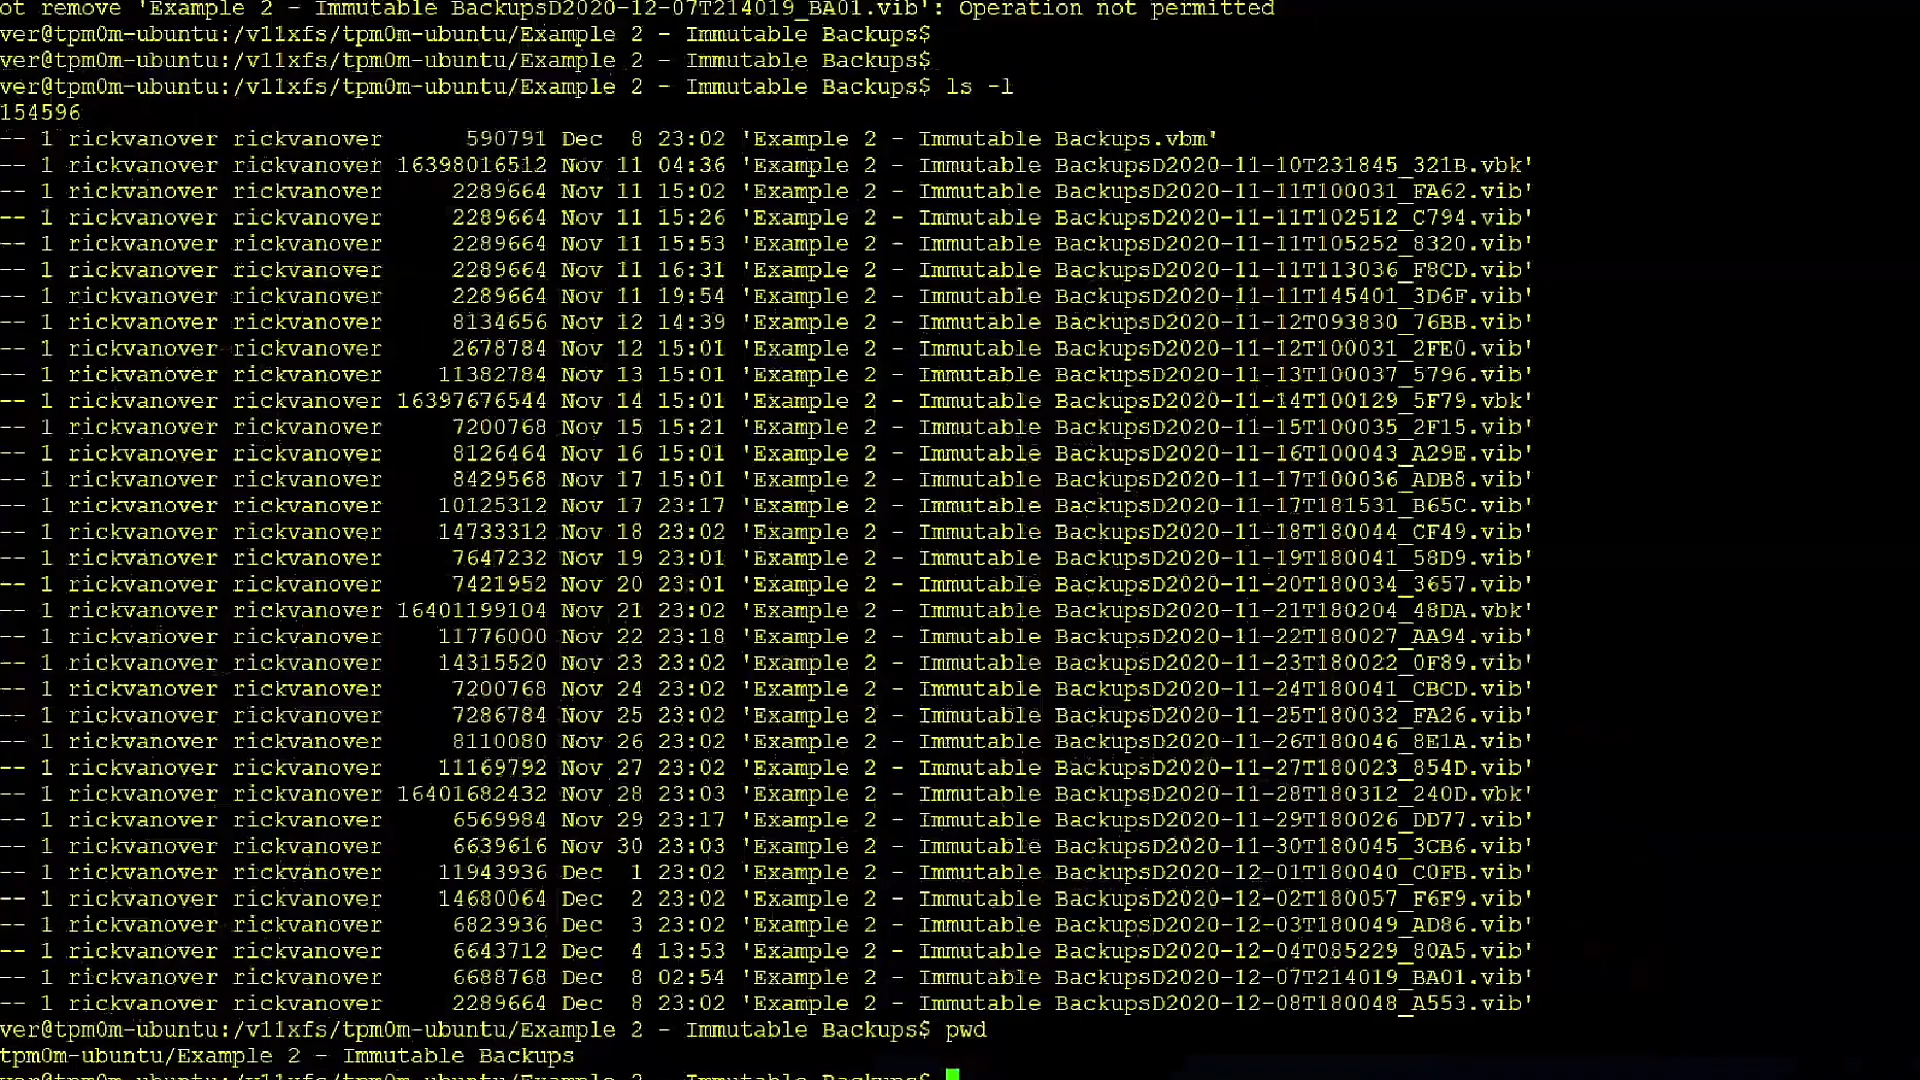 ot remove 'Example 2 - Immutable BackupsD2020-12-07T214019_BA01.vib': Operation not permitted
ver@tpm0m-ubuntu:/v11xfs/tpm0m-ubuntu/Example 2 - Immutable Backups$
ver@tpm0m-ubuntu:/v11xfs/tpm0m-ubuntu/Example 2 - Immutable Backups$
ver@tpm0m-ubuntu:/v11xfs/tpm0m-ubuntu/Example 2 - Immutable Backups$ ls -l
154596
-- 1 rickvanover rickvanover 590791 Dec 8 23:02 'Example 2 - Immutable Backups.vbm'
-- 1 rickvanover rickvanover 16398016512 Nov 11 04:36 'Example 2 - Immutable BackupsD2020-11-10T231845_321B.vbk'
-- 1 rickvanover rickvanover 2289664 Nov 11 15:02 'Example 2 - Immutable BackupsD2020-11-11T100031_FA62.vib'
-- 1 rickvanover rickvanover 2289664 Nov 11 15:26 'Example 2 - Immutable BackupsD2020-11-11T102512_C794.vib'
-- 1 rickvanover rickvanover 2289664 Nov 11 15:53 'Example 2 - Immutable BackupsD2020-11-11T105252_8320.vib'
-- 1 rickvanover rickvanover 2289664 Nov 11 16:31 'Example 2 - Immutable BackupsD2020-11-11T113036_F8CD.vib'
-- 1 rickvanover rickvanover 2289664 Nov 11 19:54 'Example 2 - Immutable BackupsD2020-11-11T145401_3D6F.vib'
-- 1 rickvanover rickvanover 8134656 Nov 12 14:39 'Example 2 - Immutable BackupsD2020-11-12T093830_76BB.vib'
-- 1 rickvanover rickvanover 2678784 Nov 12 15:01 'Example 2 - Immutable BackupsD2020-11-12T100031_2FE0.vib'
-- 1 rickvanover rickvanover 11382784 Nov 13 15:01 'Example 2 - Immutable BackupsD2020-11-13T100037_5796.vib'
-- 1 rickvanover rickvanover 16397676544 Nov 14 15:01 'Example 2 - Immutable BackupsD2020-11-14T100129_5F79.vbk'
-- 1 rickvanover rickvanover 7200768 Nov 15 15:21 'Example 2 - Immutable BackupsD2020-11-15T100035_2F15.vib'
-- 1 rickvanover rickvanover 8126464 Nov 16 15:01 'Example 2 - Immutable BackupsD2020-11-16T100043_A29E.vib'
-- 1 rickvanover rickvanover 8429568 Nov 17 15:01 'Example 2 - Immutable BackupsD2020-11-17T100036_ADB8.vib'
-- 1 rickvanover rickvanover 10125312 Nov 17 23:17 'Example 2 - Immutable BackupsD2020-11-17T181531_B65C.vib'
-- 1 rickvanover rickvanover 14733312 Nov 18 23:02 'Example 2 - Immutable BackupsD2020-11-18T180044_CF49.vib'
-- 1 rickvanover rickvanover 7647232 Nov 19 23:01 'Example 2 - Immutable BackupsD2020-11-19T180041_58D9.vib'
-- 1 rickvanover rickvanover 7421952 Nov 20 23:01 'Example 2 - Immutable BackupsD2020-11-20T180034_3657.vib'
-- 1 rickvanover rickvanover 16401199104 Nov 21 23:02 'Example 2 - Immutable BackupsD2020-11-21T180204_48DA.vbk'
-- 1 rickvanover rickvanover 11776000 Nov 22 23:18 'Example 2 - Immutable BackupsD2020-11-22T180027_AA94.vib'
-- 1 rickvanover rickvanover 14315520 Nov 23 23:02 'Example 2 - Immutable BackupsD2020-11-23T180022_0F89.vib'
-- 1 rickvanover rickvanover 7200768 Nov 24 23:02 'Example 2 - Immutable BackupsD2020-11-24T180041_CBCD.vib'
-- 1 rickvanover rickvanover 7286784 Nov 25 23:02 'Example 2 - Immutable BackupsD2020-11-25T180032_FA26.vib'
-- 1 rickvanover rickvanover 8110080 Nov 26 23:02 'Example 2 - Immutable BackupsD2020-11-26T180046_8E1A.vib'
-- 1 rickvanover rickvanover 11169792 Nov 27 23:02 'Example 2 - Immutable BackupsD2020-11-27T180023_854D.vib'
-- 1 rickvanover rickvanover 16401682432 Nov 28 23:03 'Example 2 - Immutable BackupsD2020-11-28T180312_240D.vbk'
-- 1 rickvanover rickvanover 6569984 Nov 29 23:17 'Example 2 - Immutable BackupsD2020-11-29T180026_DD77.vib'
-- 1 rickvanover rickvanover 6639616 Nov 30 23:03 'Example 2 - Immutable BackupsD2020-11-30T180045_3CB6.vib'
-- 1 rickvanover rickvanover 11943936 Dec 1 23:02 'Example 2 - Immutable BackupsD2020-12-01T180040_C0FB.vib'
-- 1 rickvanover rickvanover 14680064 Dec 2 23:02 'Example 2 - Immutable BackupsD2020-12-02T180057_F6F9.vib'
-- 1 rickvanover rickvanover 6823936 Dec 3 23:02 'Example 2 - Immutable BackupsD2020-12-03T180049_AD86.vib'
-- 1 rickvanover rickvanover 6643712 Dec 4 13:53 'Example 2 - Immutable BackupsD2020-12-04T085229_80A5.vib'
-- 1 rickvanover rickvanover 6688768 Dec 8 02:54 'Example 2 - Immutable BackupsD2020-12-07T214019_BA01.vib'
-- 1 rickvanover rickvanover 2289664 Dec 8 23:02 'Example 2 - Immutable BackupsD2020-12-08T180048_A553.vib'
ver@tpm0m-ubuntu:/v11xfs/tpm0m-ubuntu/Example 2 - Immutable Backups$ pwd
tpm0m-ubuntu/Example 2 - Immutable Backups
ver@tpm0m-ubuntu:/v11xfs/tpm0m-ubuntu/Example 2 - Immutable Backups$